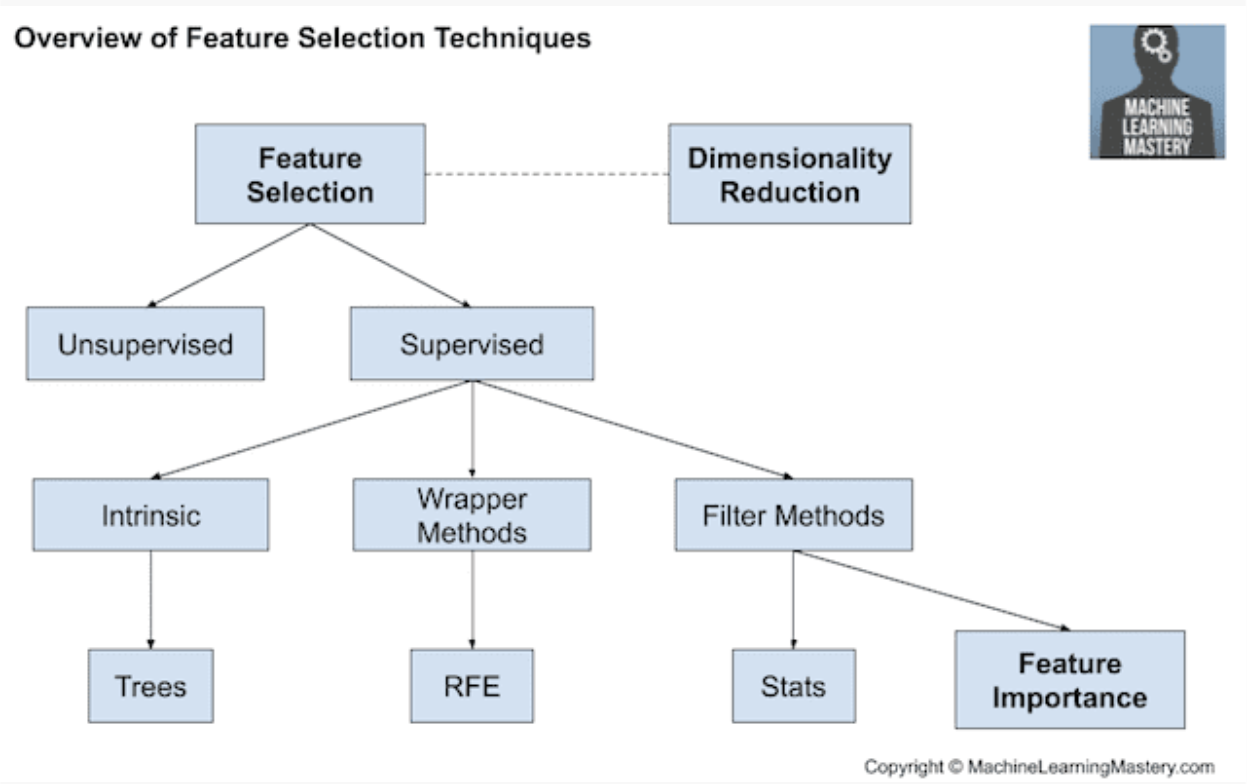 Overview of Feature Selection Techniques
MACHINE
LEARNING
MASTERY
Feature
Selection
Dimensionality
Reduction
Unsupervised
Supervised
Intrinsic
Wrapper
Methods
Filter Methods
Trees
RFE
Stats
Feature
Importance
Copyright © MachineLearningMastery.com